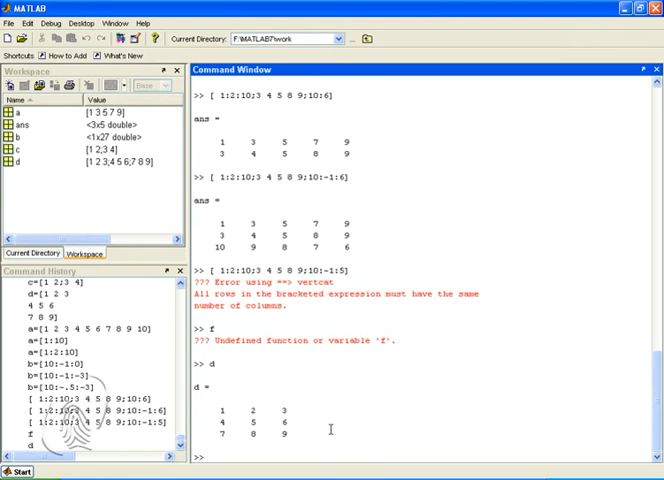 MATLAB
File Edit Debug Desktop Window Help
Current Directory: F:\MATLAB7\work
Shortcuts How to Add What's New
Workspace
Base
Name Value
a [1 3 5 7 9]
ans <3x5 double>
b <1x27 double>
c [1 2;3 4]
d [1 2 3;4 5 6;7 8 9]
Current Directory Workspace
Command History
c=[1 2;3 4]
d=[1 2 3
4 5 6
7 8 9]
a=[1 2 3 4 5 6 7 8 9 10]
a=[1:10]
a=[1:2:10]
b=[10:-1:0]
b=[10:-1:-3]
b=[10:-.5:-3]
[ 1:2:10;3 4 5 8 9;10:6]
[ 1:2:10;3 4 5 8 9;10:-1:6]
[ 1:2:10;3 4 5 8 9;10:-1:5]
f
d
Command Window
>> [ 1:2:10;3 4 5 8 9;10:6]
ans =
1 3 5 7 9
3 4 5 8 9
>> [ 1:2:10;3 4 5 8 9;10:-1:6]
ans =
1 3 5 7 9
3 4 5 8 9
10 9 8 7 6
>> [ 1:2:10;3 4 5 8 9;10:-1:5]
??? Error using ==> vertcat
All rows in the bracketed expression must have the same
number of columns.
>> f
??? Undefined function or variable 'f'.
>> d
d =
1 2 3
4 5 6
7 8 9
>>
Start